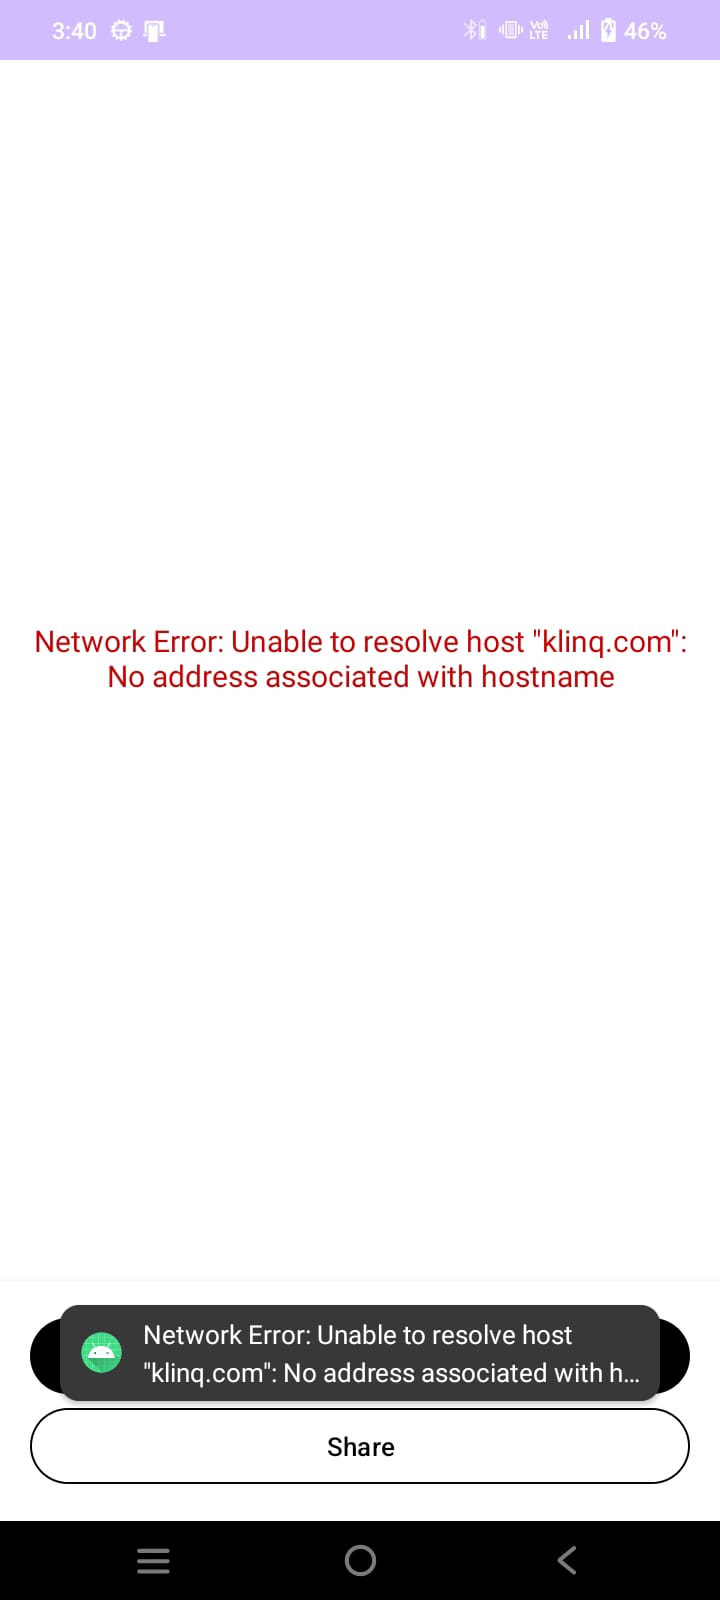 3:40
Vo))
LTE
46%
Network Error: Unable to resolve host "klinq.com":
No address associated with hostname
Network Error: Unable to resolve host
"klinq.com": No address associated with h...
Share